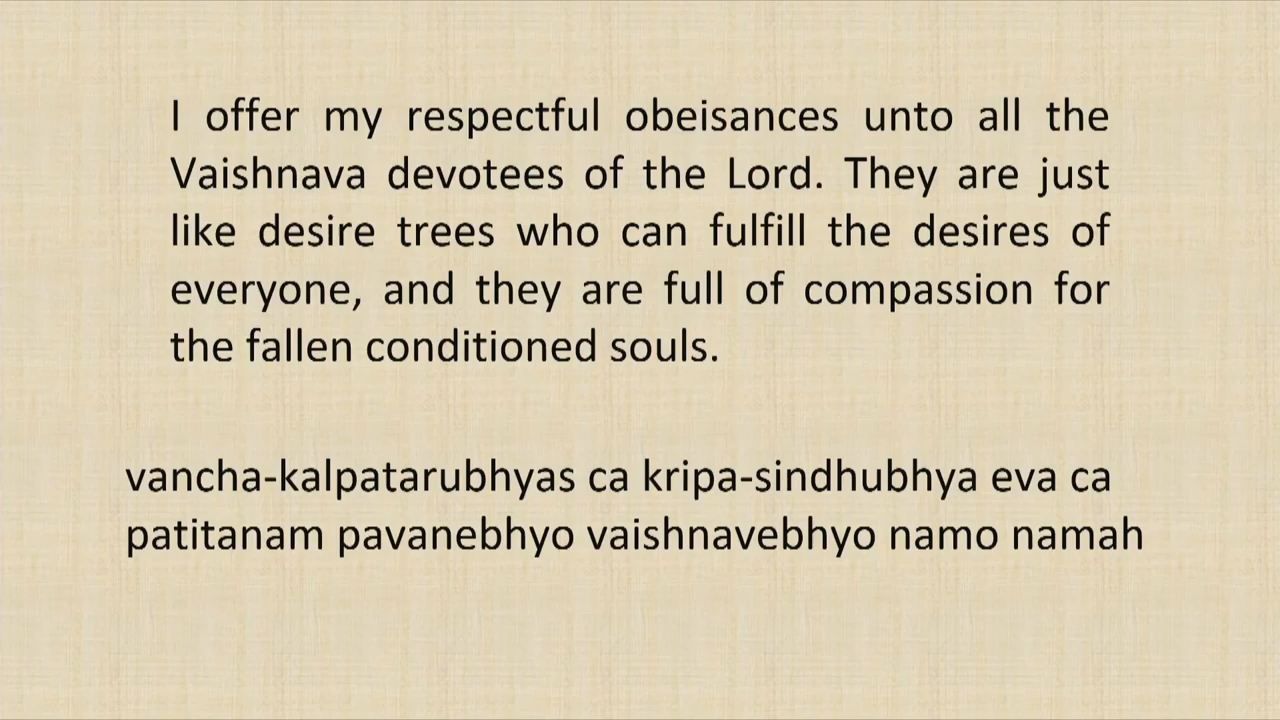 I offer my respectful obeisances unto all the
Vaishnava devotees of the Lord. They are just
like desire trees who can fulfill the desires of
everyone, and they are full of compassion for
the fallen conditioned souls.
vancha-kalpatarubhyas ca kripa-sindhubhya eva ca
patitanam pavanebhyo vaishnavebhyo namo namah